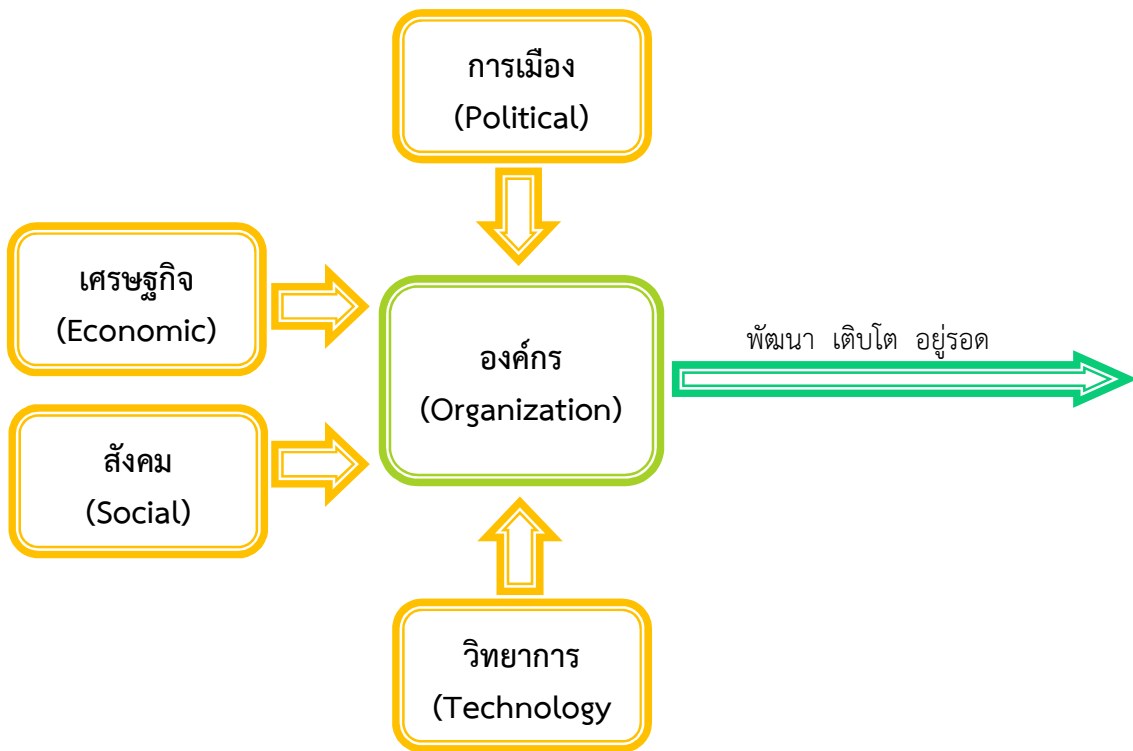 การเมือง
(Political)
เศรษฐกิจ
(Economic)
องค์กร
(Organization)
พัฒนา เติบโต อยู่รอด
สังคม
(Social)
วิทยาการ
(Technology